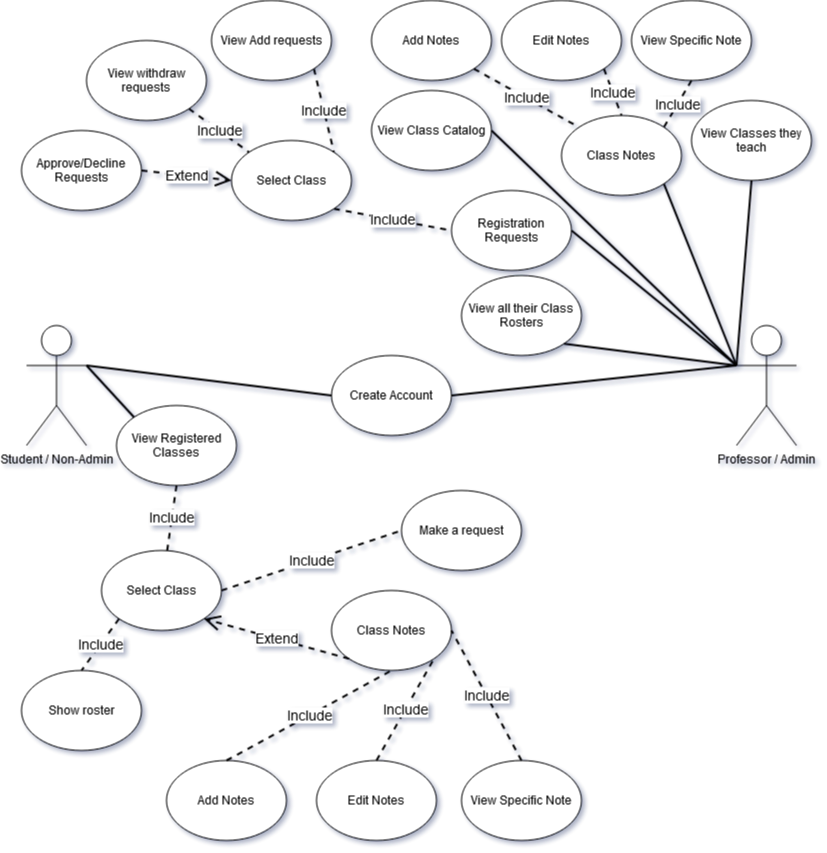 View Add requests
Add Notes
Edit Notes
View Specific Note
View withdraw
requests
Include
Include
Include
Include
Include
View Class Catalog
View Classes they
teach
Class Notes
Approve/Decline
Requests
Extend
Select Class
Include
Registration
Requests
View all their Class
Rosters
Create Account
Student / Non-Admin
Professor / Admin
View Registered
Classes
Include
Make a request
Include
Select Class
Class Notes
Extend
Include
Show roster
Include
Include
Include
Add Notes
Edit Notes
View Specific Note